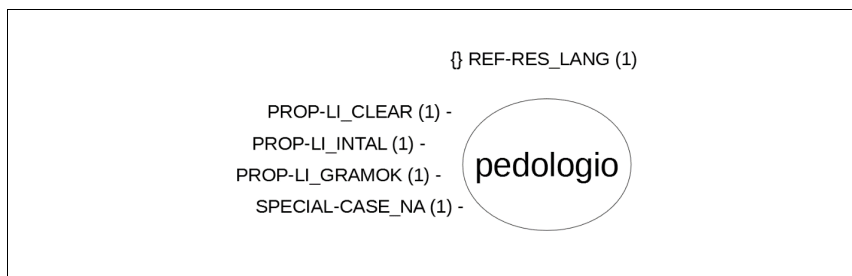 {} REF-RES_LANG (1)
PROP-LI_CLEAR (1) -
PROP-LI_INTAL (1) -
PROP-LI_GRAMOK (1) -
SPECIAL-CASE_NA (1) -
pedologio